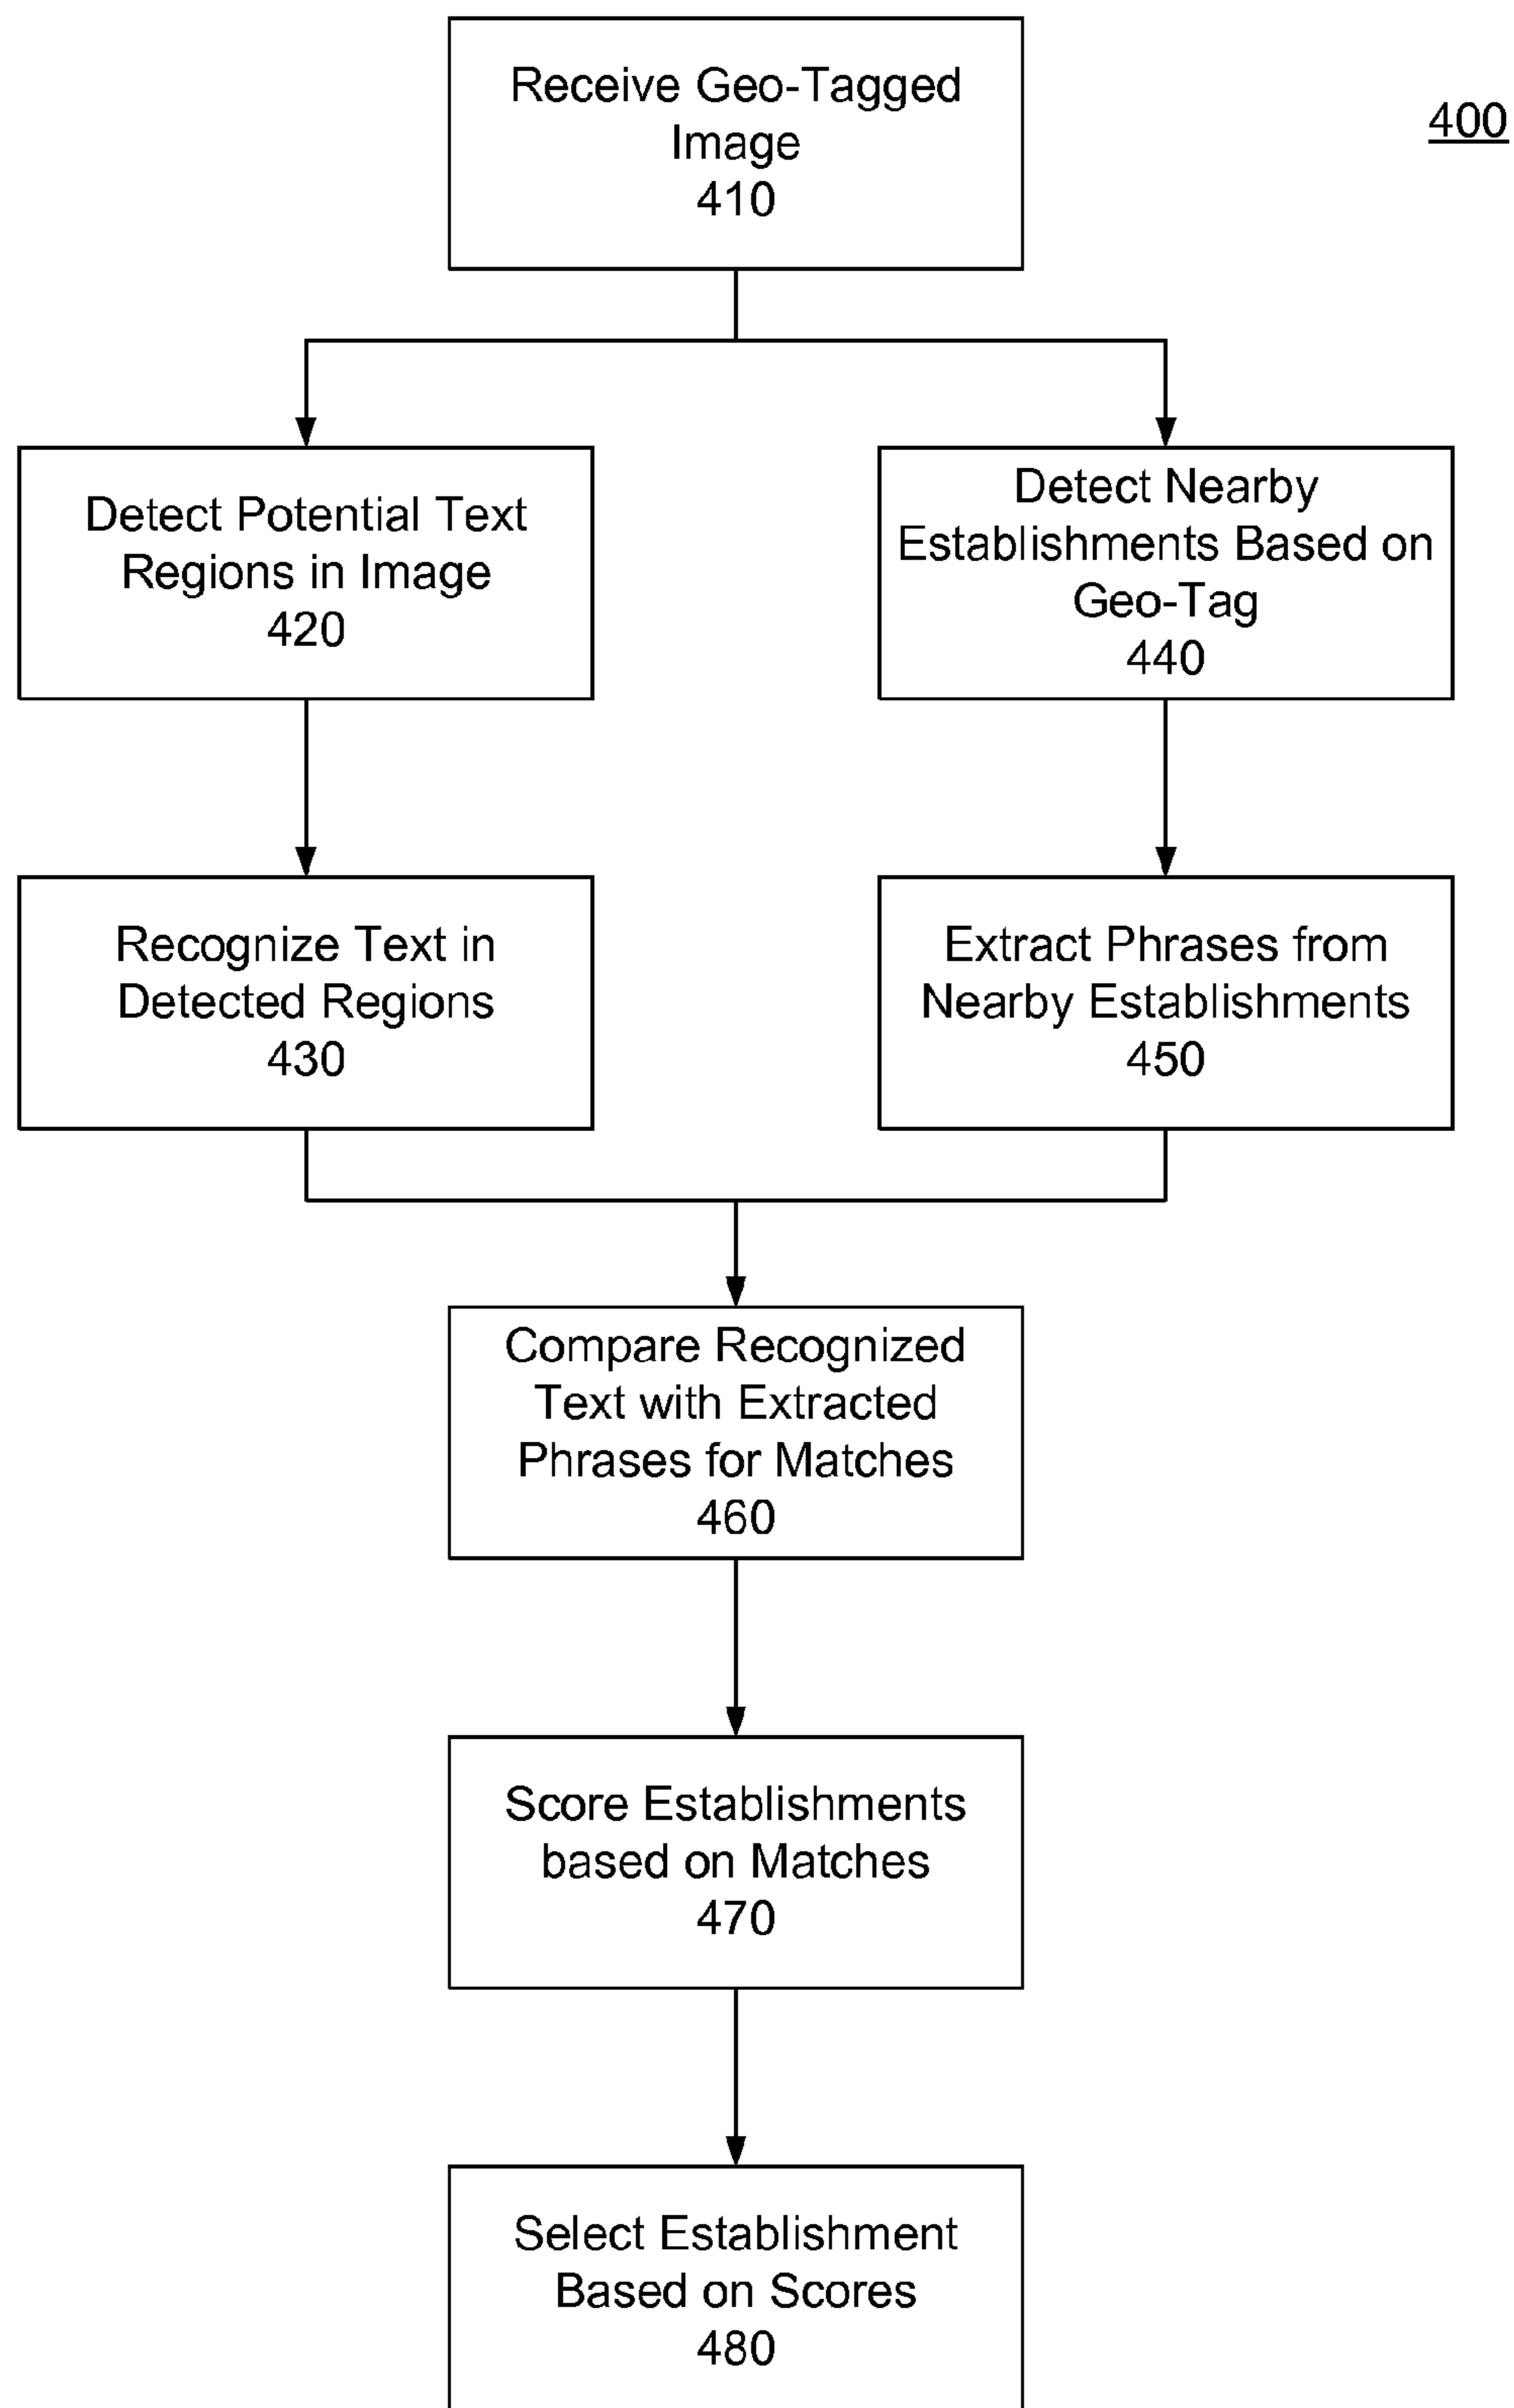 Receive Geo-Tagged
Image
410
400
Detect Potential Text
Regions in Image
420
Detect Nearby
Establishments Based on
Geo-Tag
440
Recognize Text in
Detected Regions
430
Extract Phrases from
Nearby Establishments
450
Compare Recognized
Text with Extracted
Phrases for Matches
460
Score Establishments
based on Matches
470
Select Establishment
Based on Scores
480